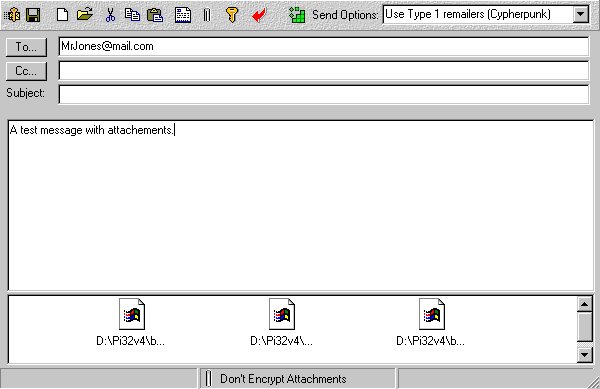 Send Options: Use Type 1 remailers (Cypherpunk)
To... MrJones@mail.com
Cc...
Subject:
A test message with attachements.
D:\Pi32v4\b... D:\Pi32v4\... D:\Pi32v4\b...
Don't Encrypt Attachments